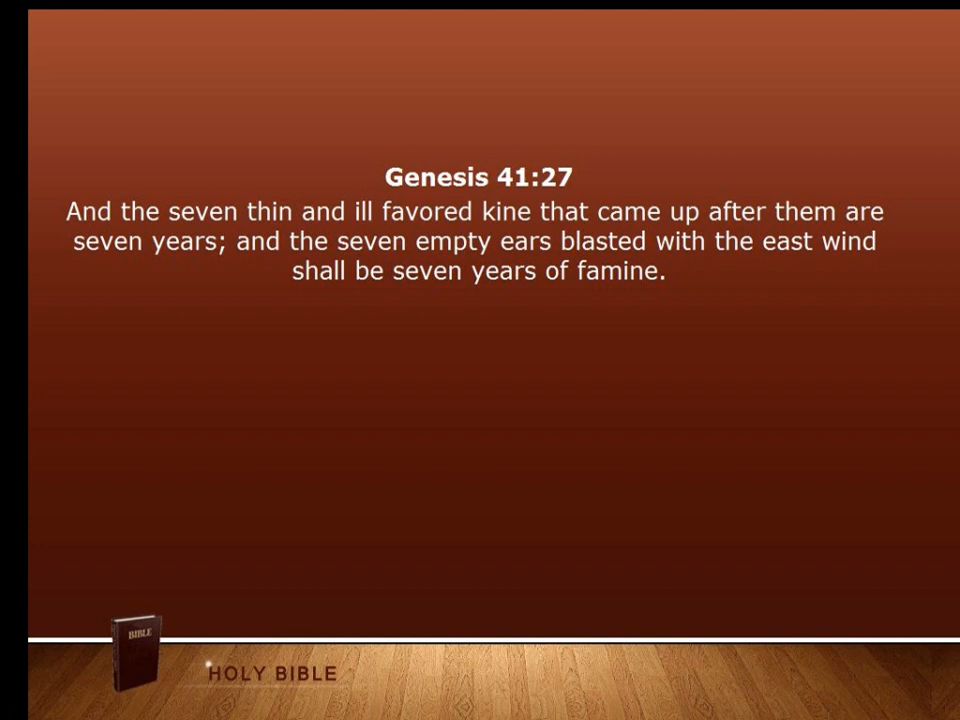 Genesis 41:27
And the seven thin and ill favored kine that came up after them are
seven years; and the seven empty ears blasted with the east wind
shall be seven years of famine.
BIBLE
HOLY BIBLE